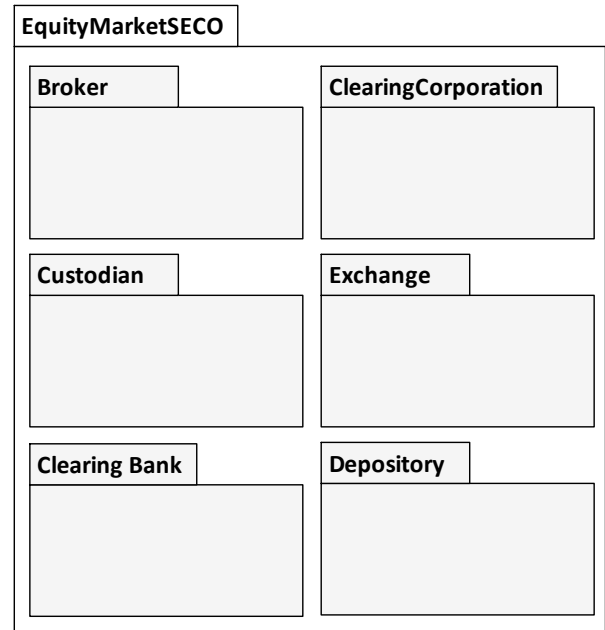 EquityMarketSECO
Broker
ClearingCorporation
Custodian
Exchange
Clearing Bank
Depository